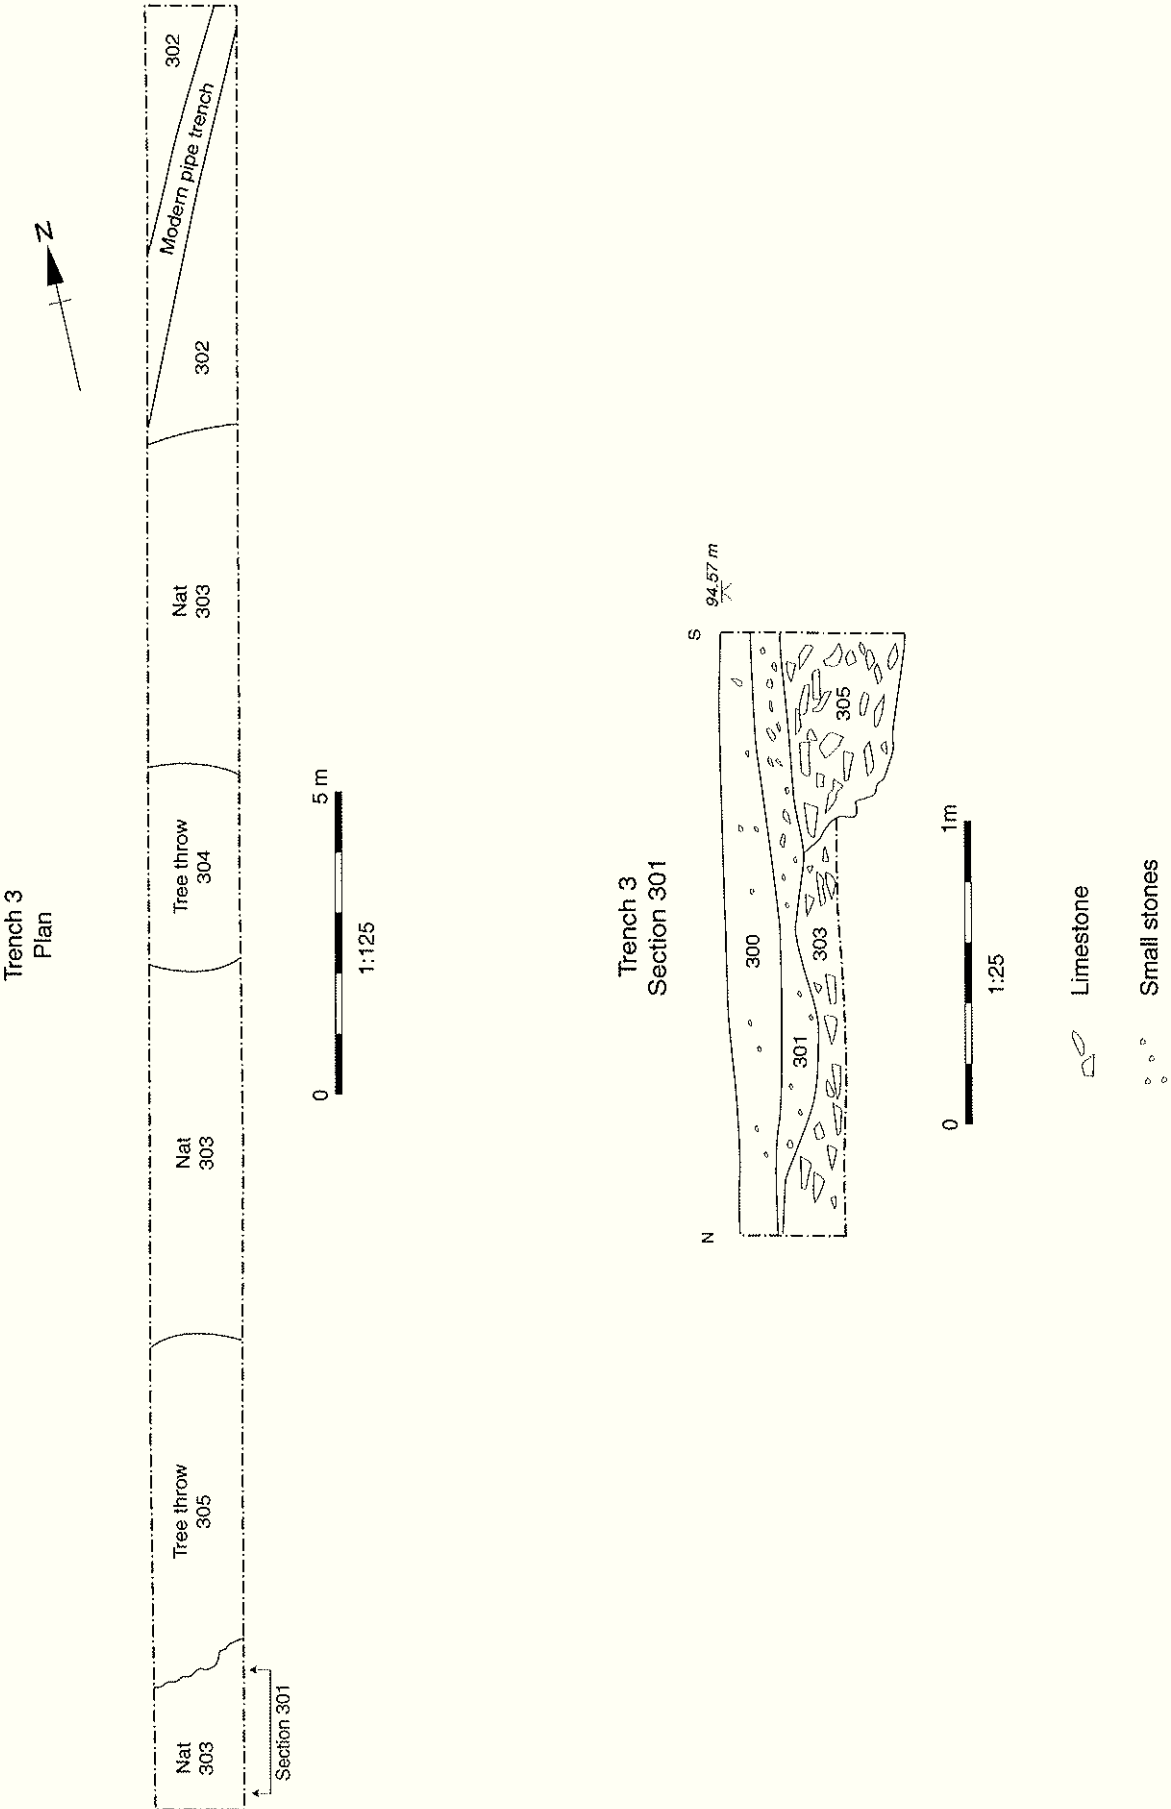 Trench 3
Plan
Nat
303
Section 301
Tree throw
305
Nat
303
Tree throw
304
Nat
303
302
Modern pipe trench
302
N
0
5 m
1:125
Trench 3
Section 301
N
S
94.57 m
300
301
303
305
0
1m
1:25
Limestone
Small stones